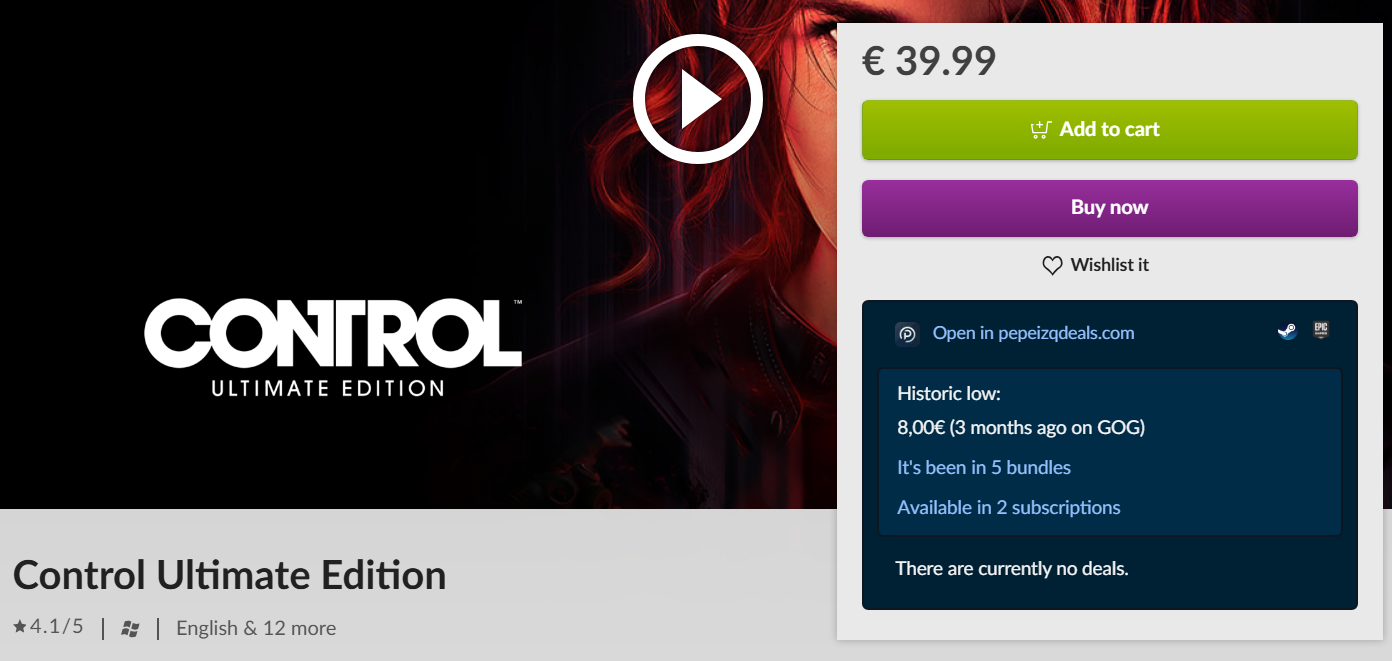 CONTROL™
ULTIMATE EDITION
€ 39.99
Add to cart
Buy now
Wishlist it
Open in pepeizqdeals.com
EPIC GAMES
Historic low:
8,00€ (3 months ago on GOG)
It's been in 5 bundles
Available in 2 subscriptions
There are currently no deals.
Control Ultimate Edition
4.1/5 | | English & 12 more